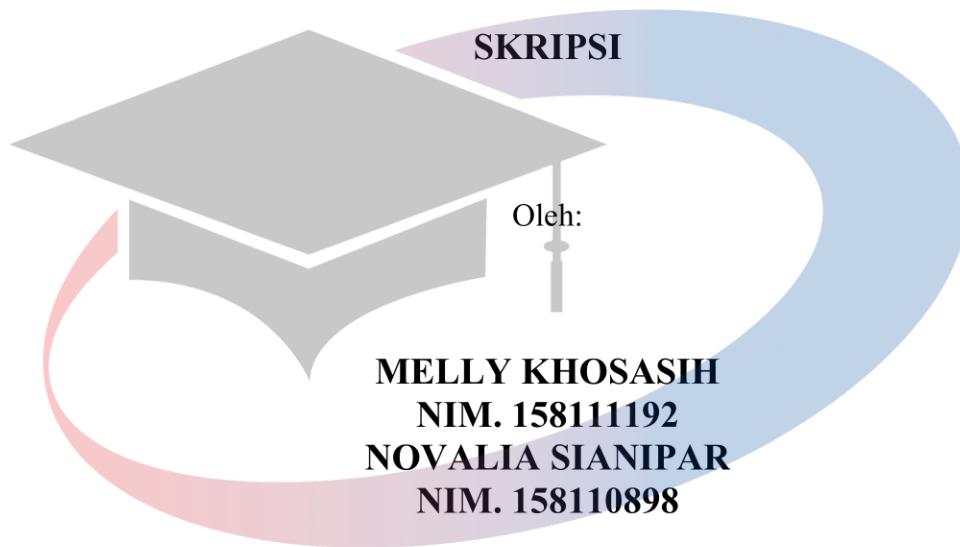 SKRIPSI
Oleh:
MELLY KHOSASIH
NIM. 158111192
NOVALIA SIANIPAR
NIM. 158110898